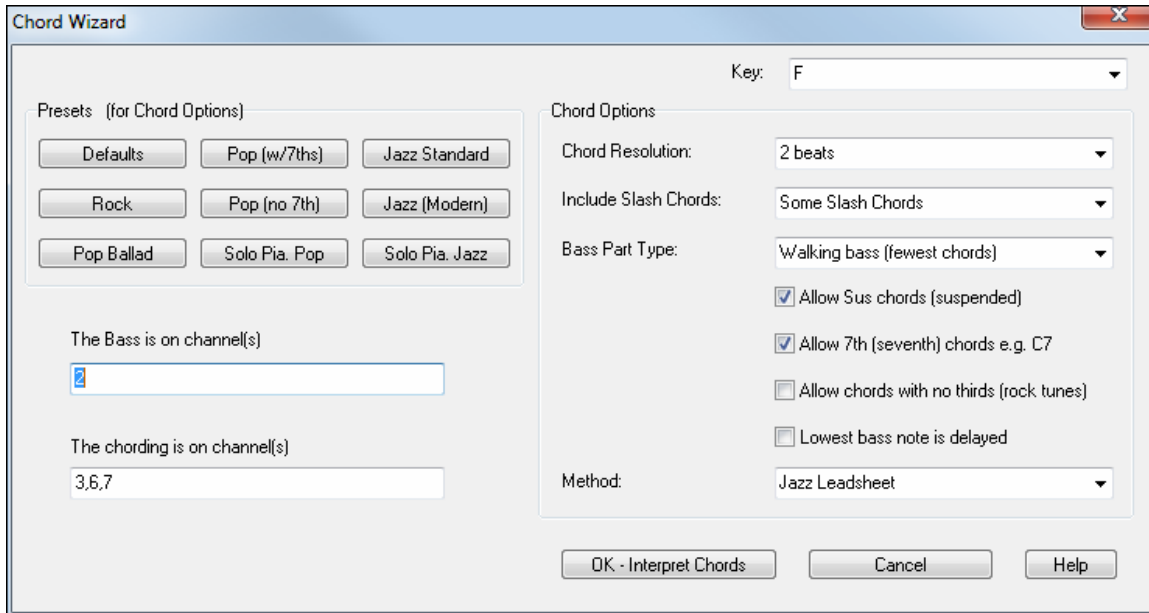 Chord Wizard
Key: F
Presets (for Chord Options)
Defaults Pop (w/7ths) Jazz Standard
Rock Pop (no 7th) Jazz (Modern)
Pop Ballad Solo Pia. Pop Solo Pia. Jazz
The Bass is on channel(s)
2
The chording is on channel(s)
3,6,7
Chord Options
Chord Resolution: 2 beats
Include Slash Chords: Some Slash Chords
Bass Part Type: Walking bass (fewest chords)
Allow Sus chords (suspended)
Allow 7th (seventh) chords e.g. C7
Allow chords with no thirds (rock tunes)
Lowest bass note is delayed
Method: Jazz Leadsheet
OK - Interpret Chords Cancel Help